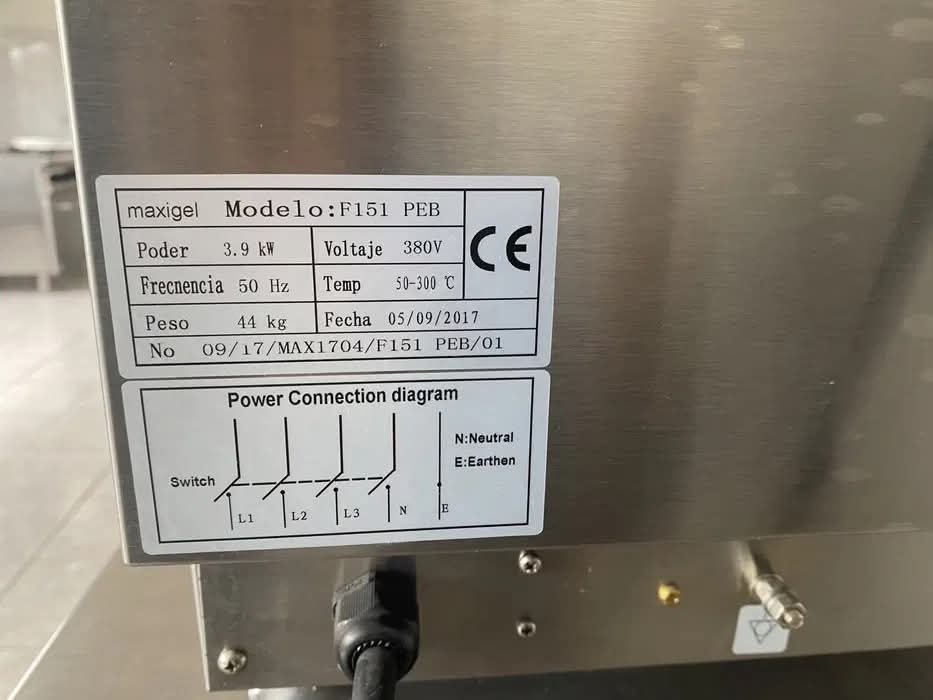 maxigel Modelo:F151 PEB
Poder 3.9 kW Voltaje 380V
CE
Frecnencia 50 Hz Temp 50-300 ℃
Peso 44 kg Fecha 05/09/2017
No 09/17/MAX1704/F151 PEB/01
Power Connection diagram
N:Neutral
E:Earthen
Switch
L1 L2 L3 N E